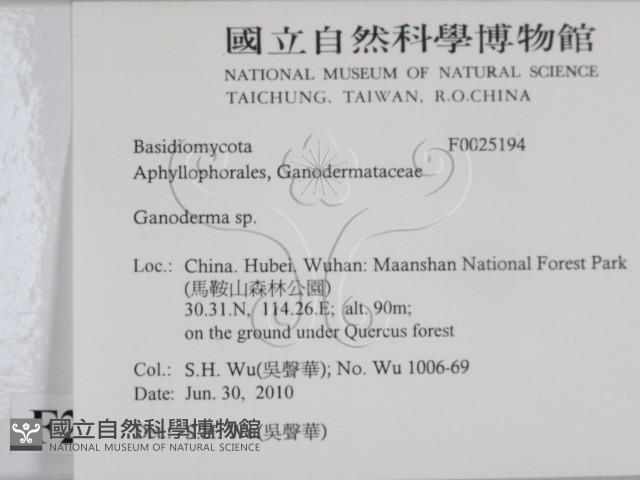 國立自然科學博物館
NATIONAL MUSEUM OF NATURAL SCIENCE
TAICHUNG, TAIWAN, R.O.CHINA
Basidiomycota F0025194
Aphyllophorales, Ganodermataceae
Ganoderma sp.
Loc.: China. Hubei. Wuhan: Maanshan National Forest Park
(馬鞍山森林公園)
30.31.N, 114.26.E; alt. 90m;
on the ground under Quercus forest
Col.: S.H. Wu(吳聲華); No. Wu 1006-69
Date: Jun. 30, 2010
S.H. Wu(吳聲華)
F2
國立自然科學博物館
NATIONAL MUSEUM OF NATURAL SCIENCE